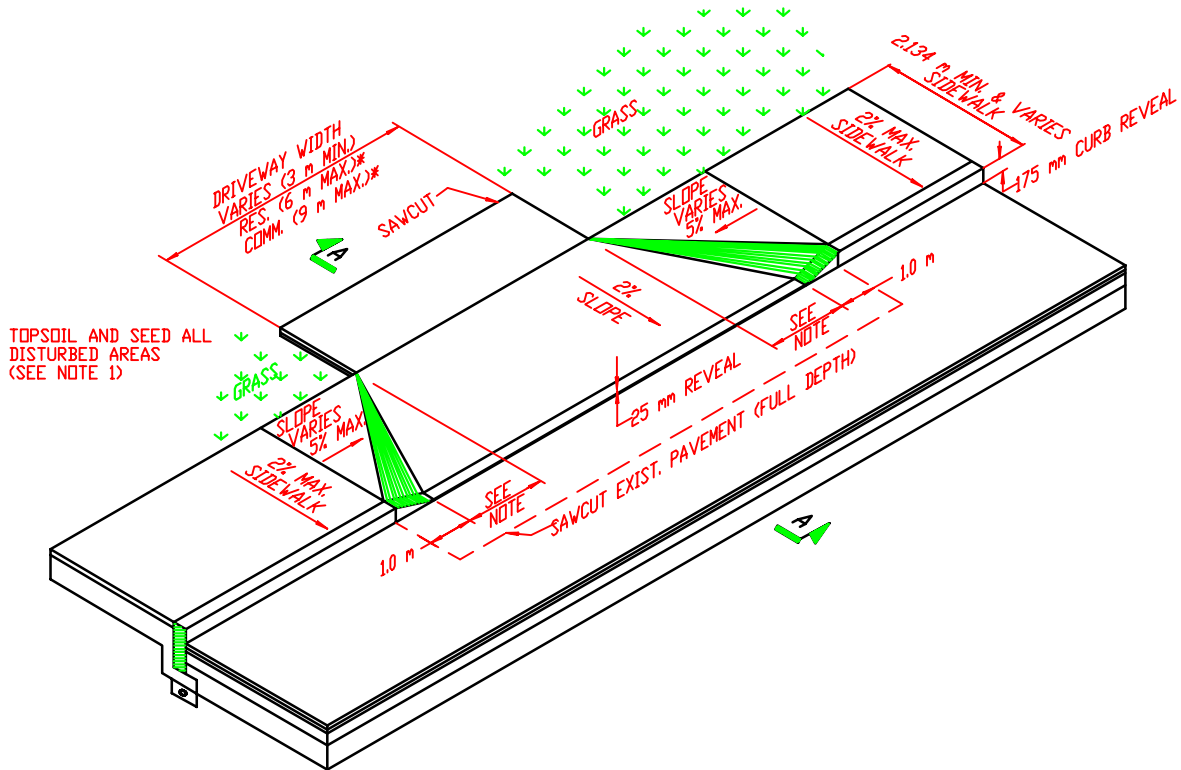 GRASS
2.134 m MIN. & VARIES
SIDEWALK
2% MAX.
SIDEWALK
175 mm CURB REVEAL
DRIVEWAY WIDTH
VARIES (3 m MIN.)
RES. (6 m MAX.)*
COMM. (9 m MAX.)*
SAWCUT
A
SLOPE
VARIES
5% MAX.
2%
SLOPE
1.0 m
SEE
NOTE
TOPSOIL AND SEED ALL
DISTURBED AREAS
(SEE NOTE 1)
GRASS
25 mm REVEAL
SLOPE
VARIES
5% MAX.
2% MAX.
SIDEWALK
SEE
NOTE
SAWCUT EXIST. PAVEMENT (FULL DEPTH)
1.0 m
A